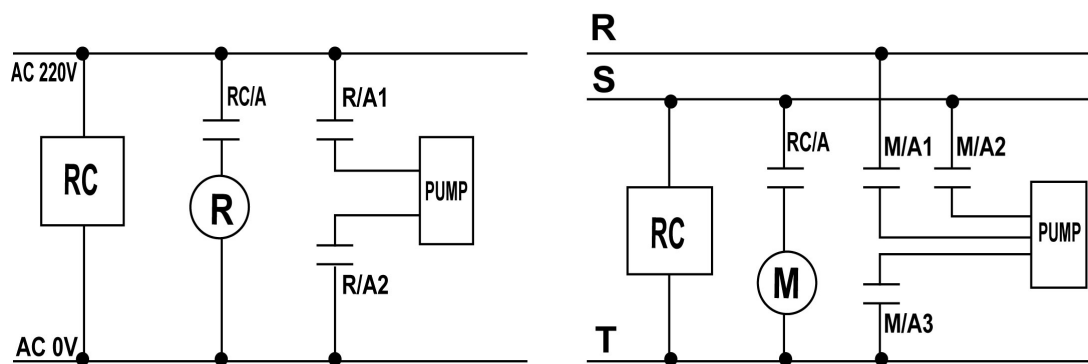 AC 220V
RC/A
R/A1
RC
R
PUMP
R/A2
AC 0V
R
S
RC/A
M/A1
M/A2
RC
M
PUMP
M/A3
T